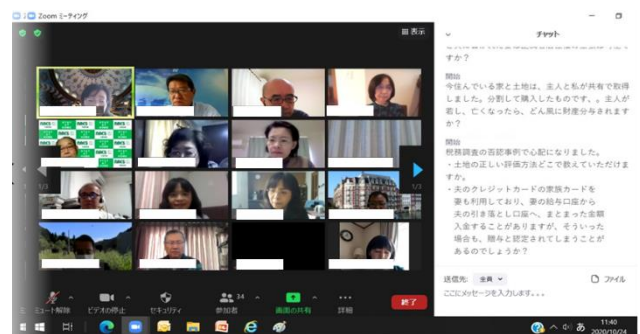 Zoom ミーティング
表示
1/3
1/3
ミュート解除
ビデオの停止
セキュリティ
34
参加者
画面の共有
詳細
終了
チャット
すか?
開始
今住んでいる家と土地は、主人と私が共有で取得
しました。分割して購入したものです、。主人が
若し、亡くなったら、どん風に財産分与されます
か?
開始
税務調査の否認事例で心配になりました。
・土地の正しい評価方法どこで教えていただけま
すか。
・夫のクレジットカードの家族カードを
妻も利用しており、妻の給与口座から
夫の引き落とし口座へ、まとまった金額
入金することがありますが、そういった
場合も、贈与と認定されてしまうことが
あるのでしょうか?
送信先: 全員
ファイル
ここにメッセージを入力します。。。
あ
11:40
2020/10/24